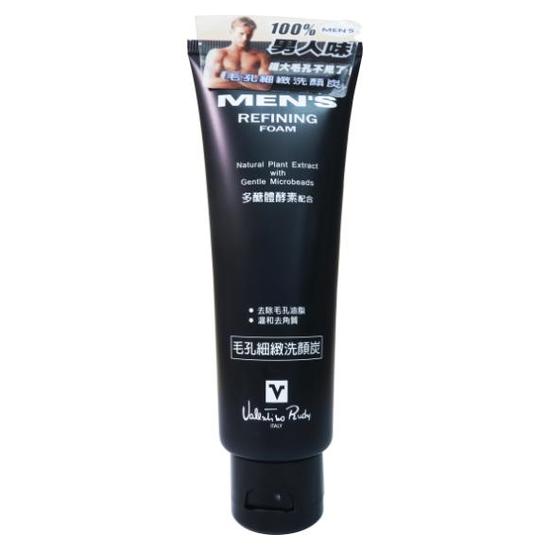 100% MEN'S
男人味
粗大毛孔不見了
毛孔細緻洗顏炭
MEN'S
REFINING
FOAM
Natural Plant Extract
with
Gentle Microbeads
多醣體酵素配合
• 去除毛孔油脂
• 溫和去角質
毛孔細緻洗顏炭
V
Valentino Rudy
ITALY